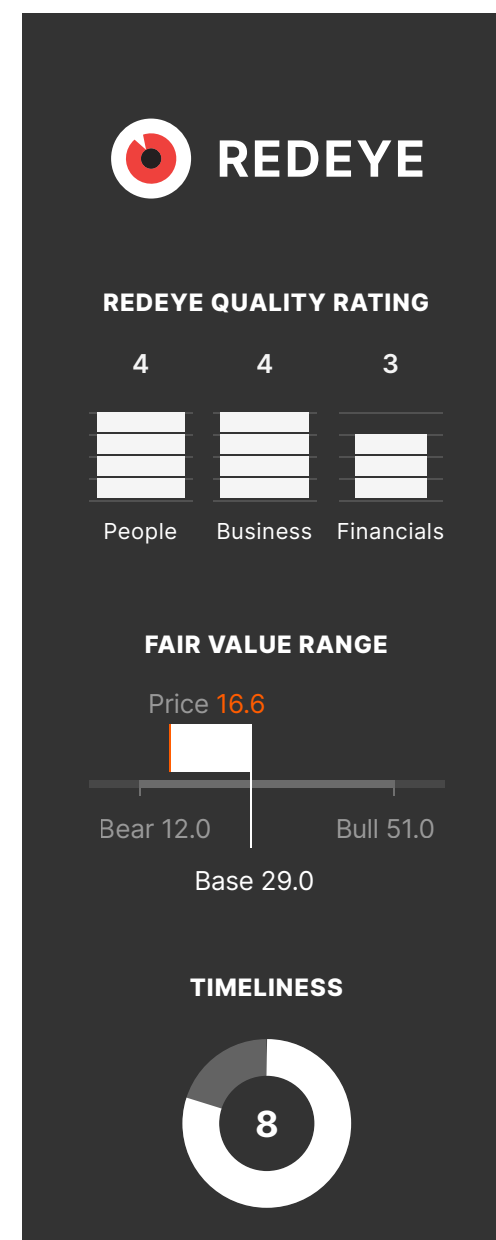 REDEYE
REDEYE QUALITY RATING
4 4 3
People Business Financials
FAIR VALUE RANGE
Price 16.6
Bear 12.0 Bull 51.0
Base 29.0
TIMELINESS
8